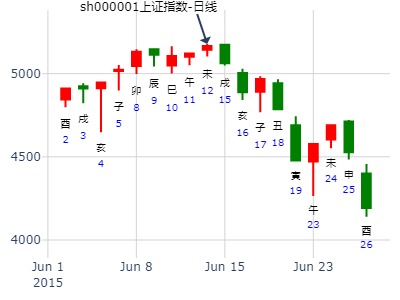 sh000001上证指数-日线
5000
4500
4000
酉
2
戌
3
亥
4
子
5
卯
8
辰
9
巳
10
午
11
未
12
戌
15
亥
16
子
17
丑
18
寅
19
午
23
未
24
申
25
酉
26
Jun 1
2015
Jun 8
Jun 15
Jun 23